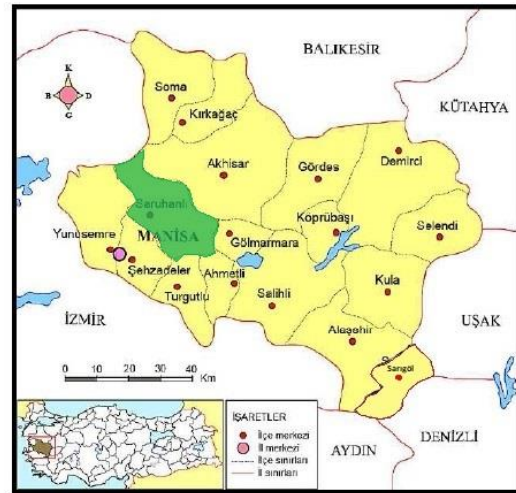 BALIKESİR
KÜTAHYA
K
B D
G
Soma
Kırkağaç
Akhisar
Gördes
Demirci
Saruhanlı
Köprübaşı
Selendi
Yunusemre
MANİSA
Gölmarmara
Şehzadeler
Ahmetli
Turgutlu
Salihli
Kula
İZMİR
UŞAK
Alaşehir
Sarıgöl
0 10 20 30 40
Km
AYDIN
DENİZLİ
İŞARETLER
İlçe merkezi
İl merkezi
İlçe sınırları
İl sınırları